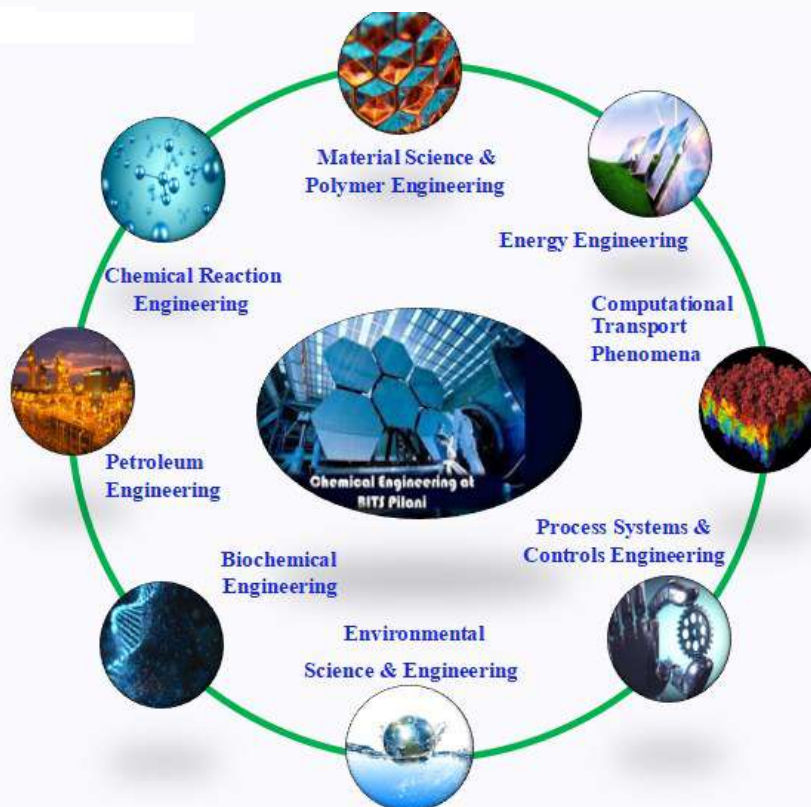 Material Science &
Polymer Engineering
Energy Engineering
Chemical Reaction
Engineering
Computational
Transport
Phenomena
Chemical Engineering at
BITS Pilani
Petroleum
Engineering
Process Systems &
Controls Engineering
Biochemical
Engineering
Environmental
Science & Engineering